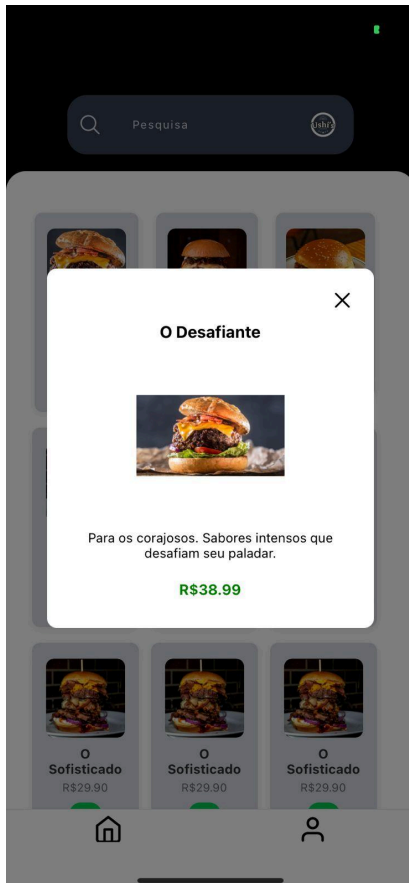 Pesquisa
Ushi's
O Desafiante
Para os corajosos. Sabores intensos que
desafiam seu paladar.
R$38.99
O
Sofisticado
R$29.90
O
Sofisticado
R$29.90
O
Sofisticado
R$29.90